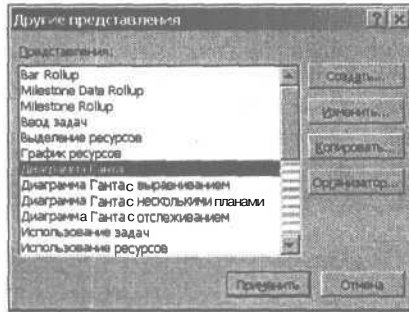 Другие представления
Представления:
Bar Rollup
Milestone Date Rollup
Milestone Rollup
Ввод задач
Выделение ресурсов
График ресурсов
Диаграмма Ганта
Диаграмма Ганта с выравниванием
Диаграмма Ганта с несколькими планами
Диаграмма Ганта с отслеживанием
Использование задач
Использование ресурсов
Создать...
Изменить...
Копировать...
Организатор...
Применить
Отмена